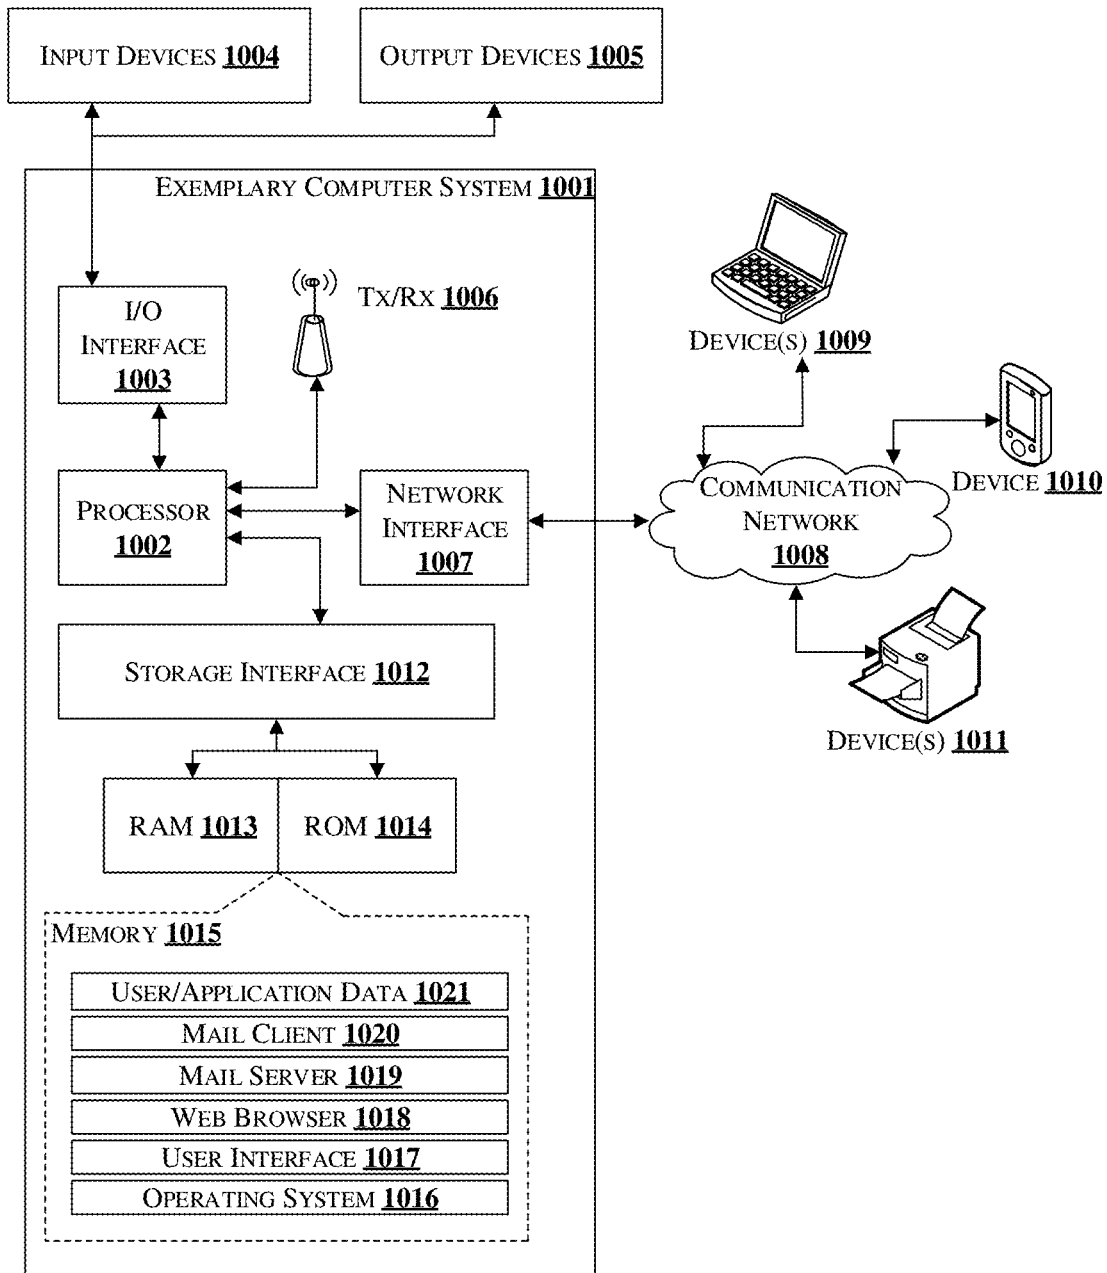 INPUT DEVICES 1004
OUTPUT DEVICES 1005
EXEMPLARY COMPUTER SYSTEM 1001
I/O
INTERFACE
1003
TX/RX 1006
DEVICE(S) 1009
PROCESSOR
1002
NETWORK
INTERFACE
1007
COMMUNICATION
NETWORK
1008
DEVICE 1010
STORAGE INTERFACE 1012
DEVICE(S) 1011
RAM 1013
ROM 1014
MEMORY 1015
USER/APPLICATION DATA 1021
MAIL CLIENT 1020
MAIL SERVER 1019
WEB BROWSER 1018
USER INTERFACE 1017
OPERATING SYSTEM 1016